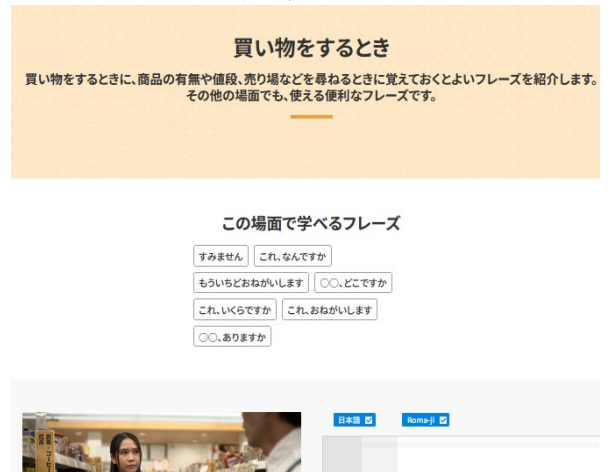 買い物をするとき
買い物をするときに、商品の有無や値段、売り場などを尋ねるときに覚えておくとよいフレーズを紹介します。
その他の場面でも、使える便利なフレーズです。
この場面で学べるフレーズ
すみません
これ、なんですか
もういちどおねがいします
○○、どこですか
これ、いくらですか
これ、おねがいします
○○、ありますか
日本語
Roma-ji